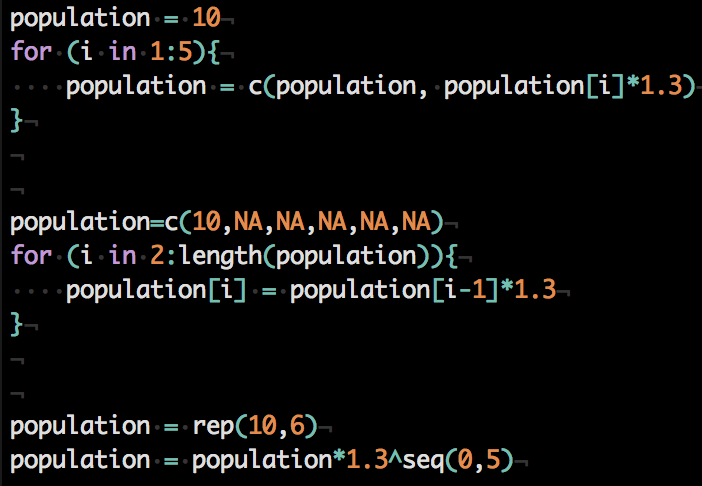 population = 10
for (i in 1:5){
    population = c(population, population[i]*1.3)
}
population=c(10,NA,NA,NA,NA,NA)
for (i in 2:length(population)){
    population[i] = population[i-1]*1.3
}
population = rep(10,6)
population = population*1.3^seq(0,5)